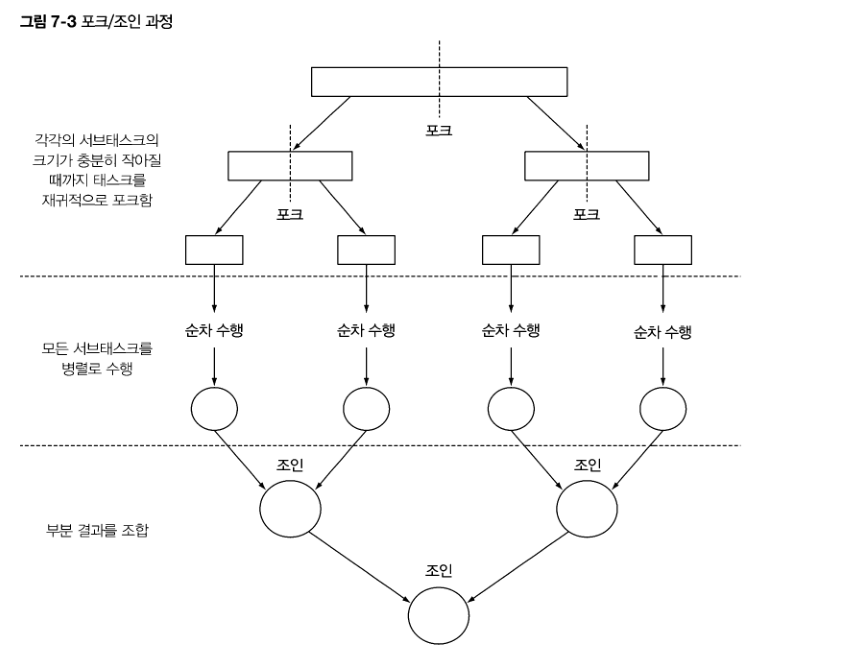 그림 7-3 포크/조인 과정
포크
각각의 서브태스크의
크기가 충분히 작아질
때까지 태스크를
재귀적으로 포크함
포크
포크
순차 수행
순차 수행
순차 수행
순차 수행
모든 서브태스크를
병렬로 수행
조인
조인
부분 결과를 조합
조인